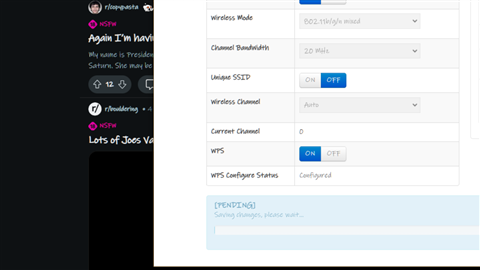 r/copypasta
NSFW
Again I'm havi
My name is Presiden
Saturn. She may be
12
r/bouldering
NSFW
Lots of Joes Va
Wireless Mode
802.11b/g/n mixed
Channel Bandwidth
20 MHz
Unique SSID
ON OFF
Wireless Channel
Auto
Current Channel
0
WPS
ON OFF
WPS Configure Status
Configured
[PENDING]
Saving changes, please wait...